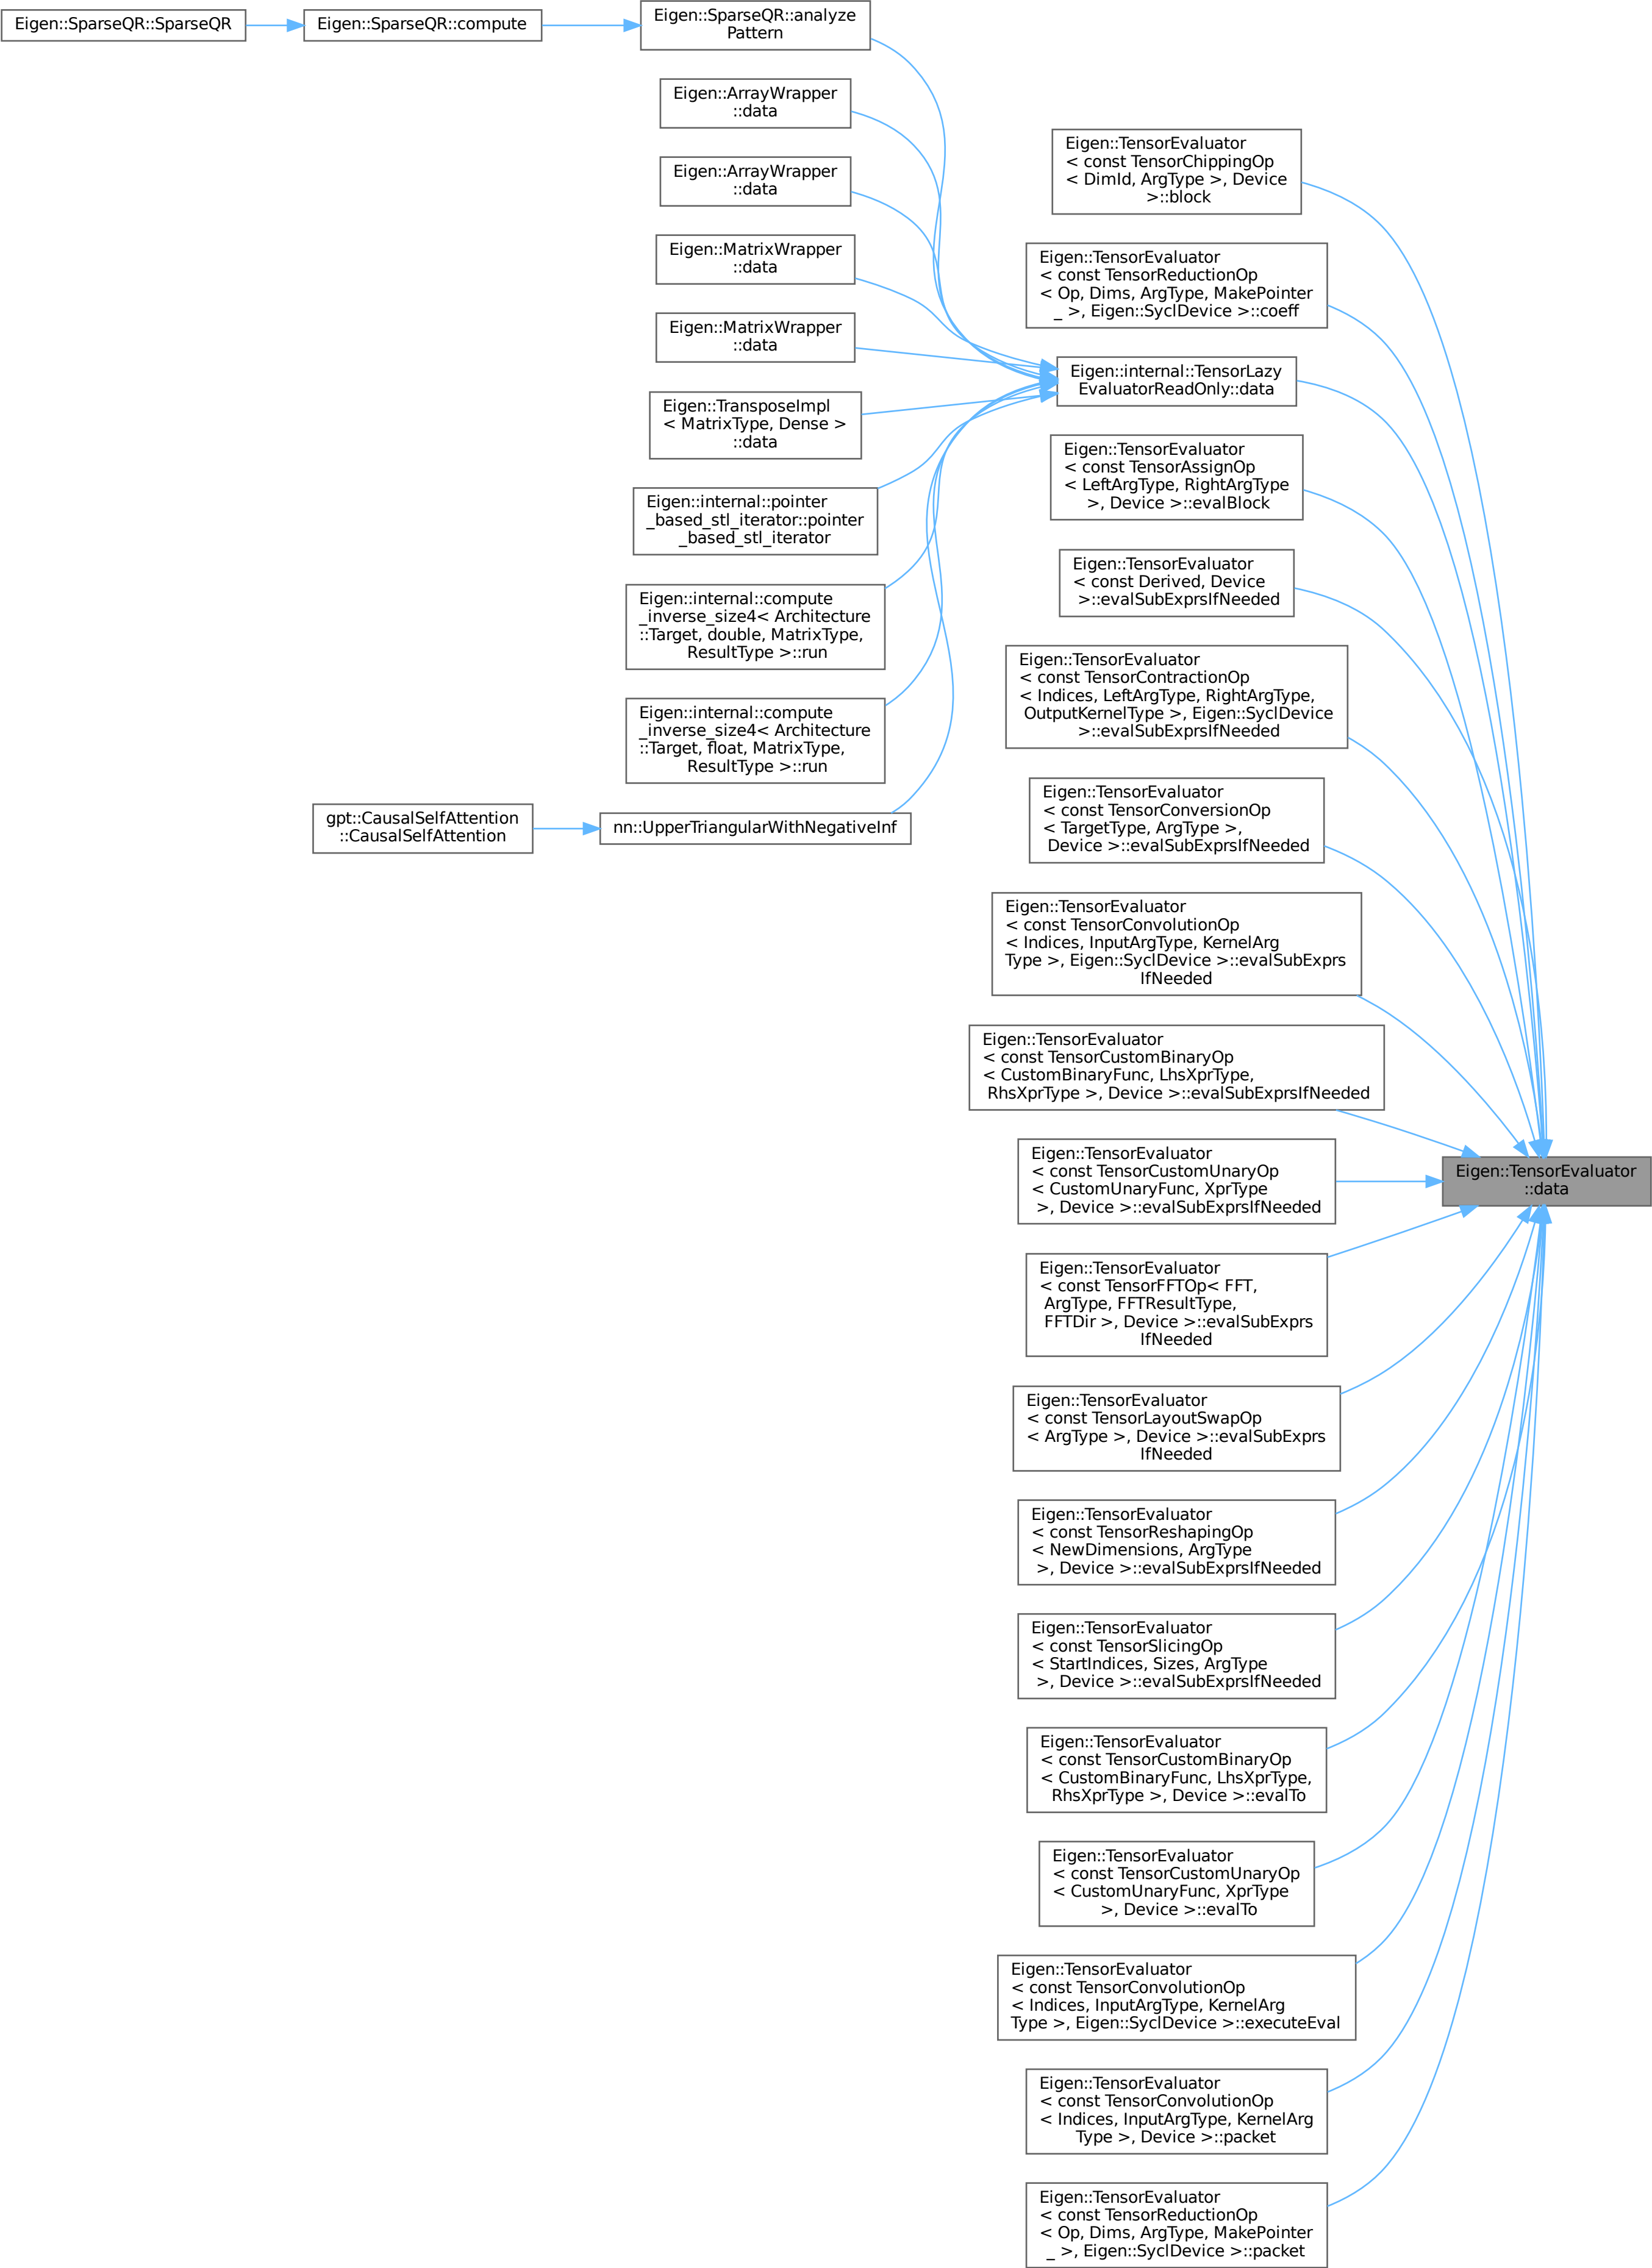 Eigen::SparseQR::SparseQR
Eigen::SparseQR::compute
Eigen::SparseQR::analyze
Pattern
Eigen::ArrayWrapper
::data
Eigen::ArrayWrapper
::data
Eigen::MatrixWrapper
::data
Eigen::MatrixWrapper
::data
Eigen::TransposeImpl
< MatrixType, Dense >
::data
Eigen::internal::pointer
_based_stl_iterator::pointer
_based_stl_iterator
Eigen::internal::compute
_inverse_size4< Architecture
::Target, double, MatrixType,
ResultType >::run
Eigen::internal::compute
_inverse_size4< Architecture
::Target, float, MatrixType,
ResultType >::run
gpt::CausalSelfAttention
::CausalSelfAttention
nn::UpperTriangularWithNegativeInf
Eigen::TensorEvaluator
< const TensorChippingOp
< DimId, ArgType >, Device
>::block
Eigen::TensorEvaluator
< const TensorReductionOp
< Op, Dims, ArgType, MakePointer
_ >, Eigen::SyclDevice >::coeff
Eigen::internal::TensorLazy
EvaluatorReadOnly::data
Eigen::TensorEvaluator
< const TensorAssignOp
< LeftArgType, RightArgType
>, Device >::evalBlock
Eigen::TensorEvaluator
< const Derived, Device
>::evalSubExprsIfNeeded
Eigen::TensorEvaluator
< const TensorContractionOp
< Indices, LeftArgType, RightArgType,
OutputKernelType >, Eigen::SyclDevice
>::evalSubExprsIfNeeded
Eigen::TensorEvaluator
< const TensorConversionOp
< TargetType, ArgType >,
Device >::evalSubExprsIfNeeded
Eigen::TensorEvaluator
< const TensorConvolutionOp
< Indices, InputArgType, KernelArg
Type >, Eigen::SyclDevice >::evalSubExprs
IfNeeded
Eigen::TensorEvaluator
< const TensorCustomBinaryOp
< CustomBinaryFunc, LhsXprType,
RhsXprType >, Device >::evalSubExprsIfNeeded
Eigen::TensorEvaluator
< const TensorCustomUnaryOp
< CustomUnaryFunc, XprType
>, Device >::evalSubExprsIfNeeded
Eigen::TensorEvaluator
< const TensorFFTOp< FFT,
ArgType, FFTResultType,
FFTDir >, Device >::evalSubExprs
IfNeeded
Eigen::TensorEvaluator
< const TensorLayoutSwapOp
< ArgType >, Device >::evalSubExprs
IfNeeded
Eigen::TensorEvaluator
< const TensorReshapingOp
< NewDimensions, ArgType
>, Device >::evalSubExprsIfNeeded
Eigen::TensorEvaluator
< const TensorSlicingOp
< StartIndices, Sizes, ArgType
>, Device >::evalSubExprsIfNeeded
Eigen::TensorEvaluator
< const TensorCustomBinaryOp
< CustomBinaryFunc, LhsXprType,
RhsXprType >, Device >::evalTo
Eigen::TensorEvaluator
< const TensorCustomUnaryOp
< CustomUnaryFunc, XprType
>, Device >::evalTo
Eigen::TensorEvaluator
< const TensorConvolutionOp
< Indices, InputArgType, KernelArg
Type >, Eigen::SyclDevice >::executeEval
Eigen::TensorEvaluator
< const TensorConvolutionOp
< Indices, InputArgType, KernelArg
Type >, Device >::packet
Eigen::TensorEvaluator
< const TensorReductionOp
< Op, Dims, ArgType, MakePointer
_ >, Eigen::SyclDevice >::packet
Eigen::TensorEvaluator
::data